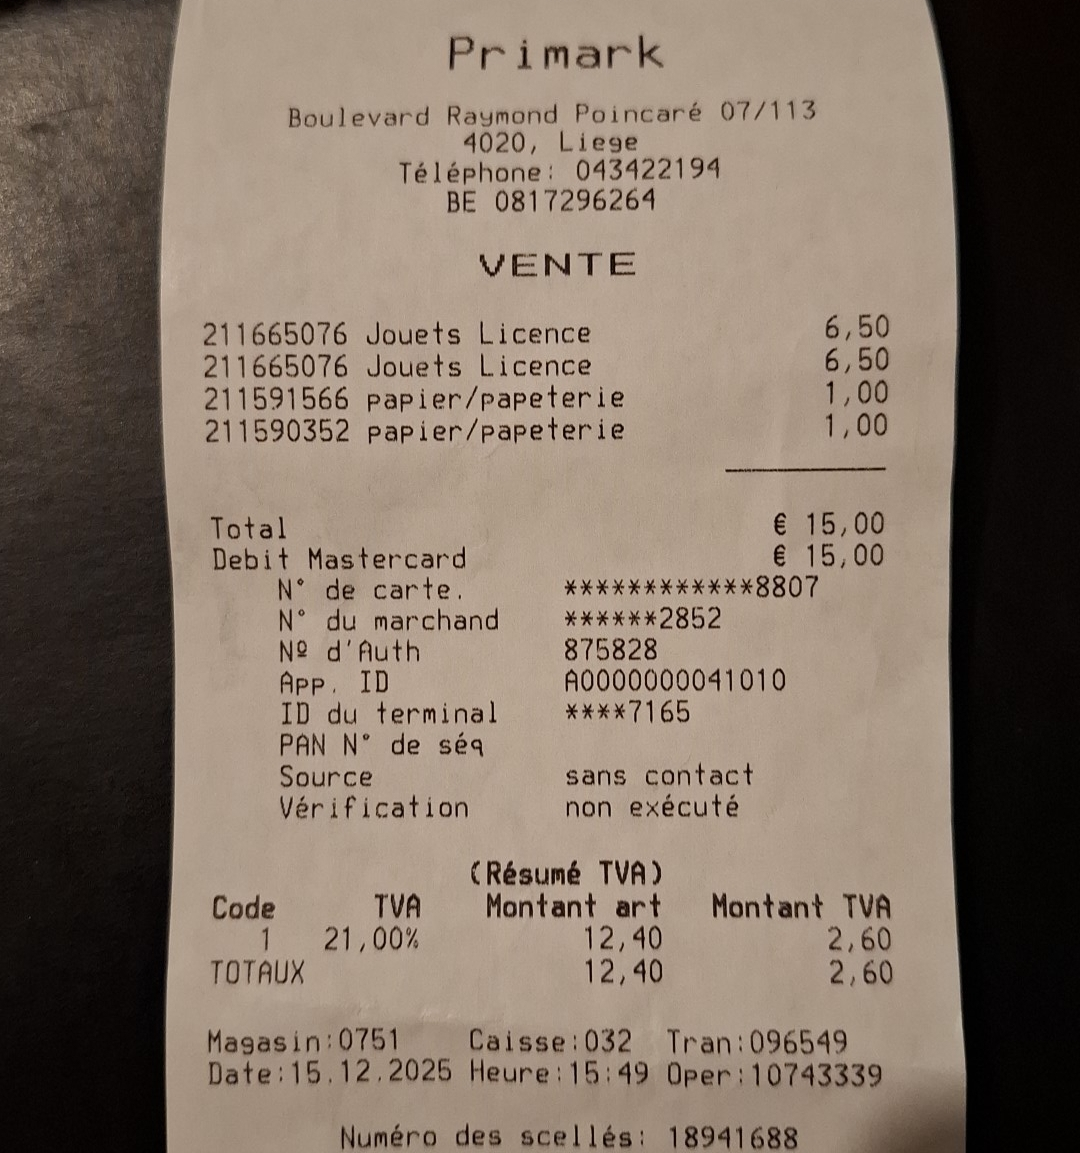 Primark
Boulevard Raymond Poincaré 07/113
4020, Liege
Téléphone: 043422194
BE 0817296264
VENTE
211665076 Jouets Licence 6,50
211665076 Jouets Licence 6,50
211591566 papier/papeterie 1,00
211590352 papier/papeterie 1,00
Total € 15,00
Debit Mastercard € 15,00
N° de carte. ************8807
N° du marchand ******2852
Nº d'Auth 875828
App. ID A0000000041010
ID du terminal ****7165
PAN N° de séq
Source sans contact
Vérification non exécuté
(Résumé TVA)
Code TVA Montant art Montant TVA
1 21,00% 12,40 2,60
TOTAUX 12,40 2,60
Magasin:0751 Caisse:032 Tran:096549
Date:15.12.2025 Heure:15:49 Oper:10743339
Numéro des scellés: 18941688